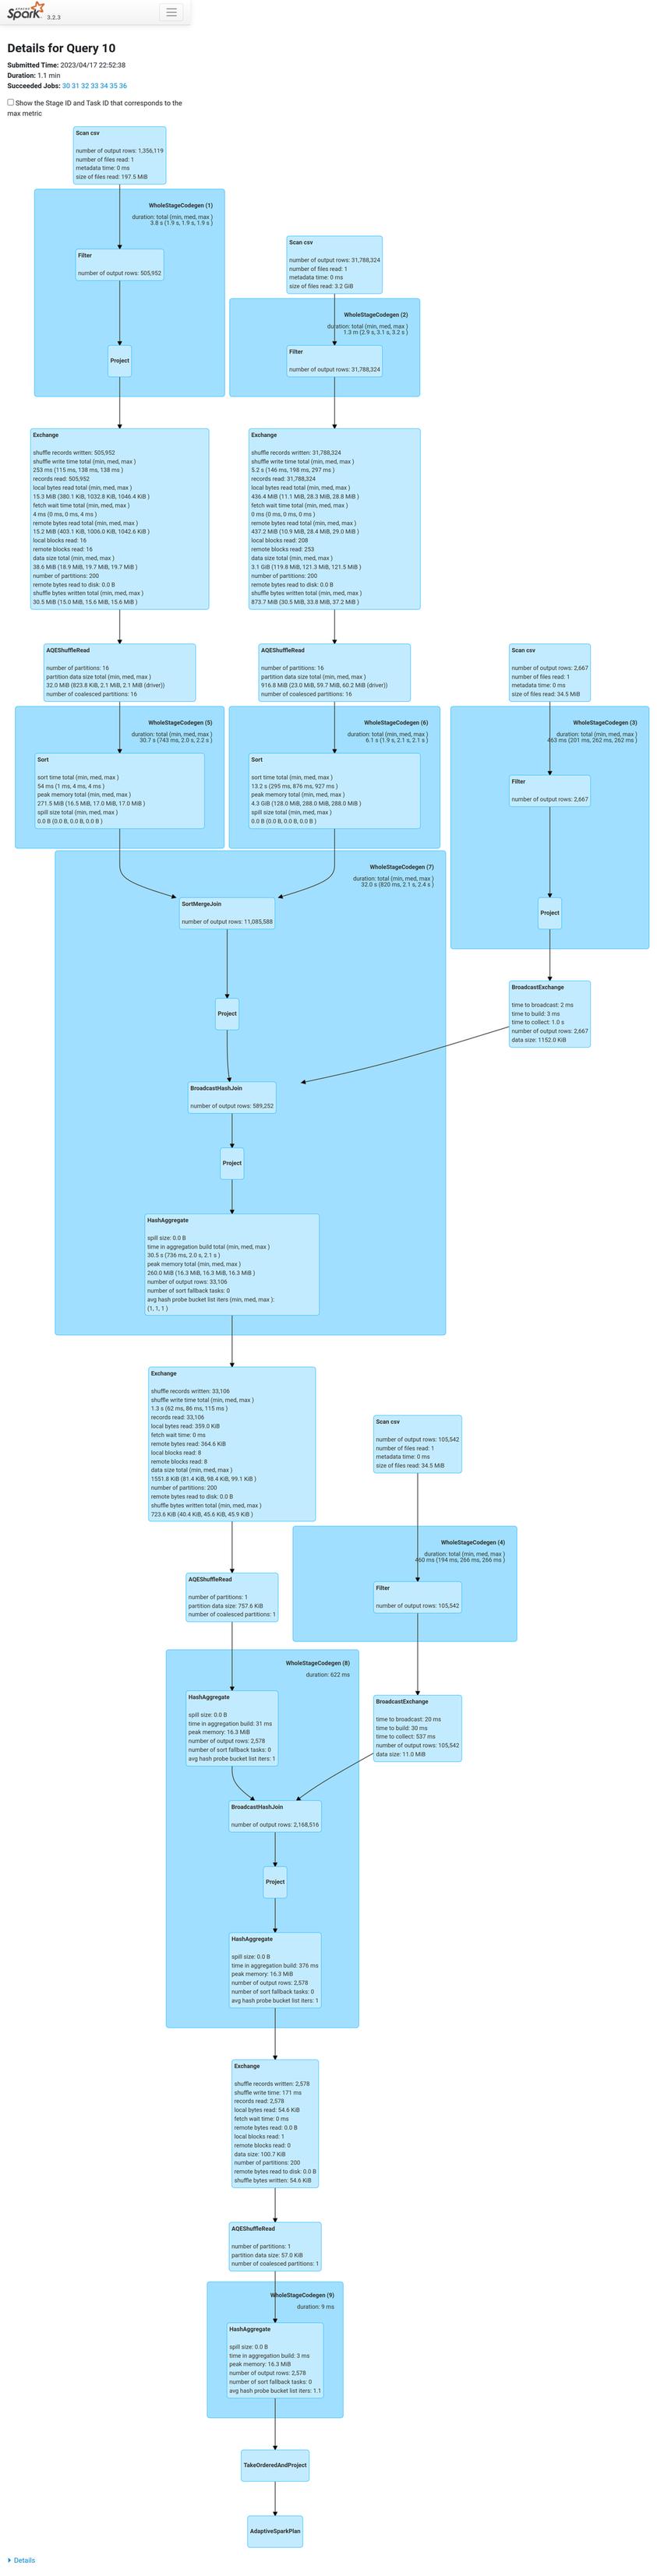 APACHE
Spark 3.2.3
Details for Query 10
Submitted Time: 2023/04/17 22:52:38
Duration: 1.1 min
Succeeded Jobs: 30 31 32 33 34 35 36
Show the Stage ID and Task ID that corresponds to the
max metric
Scan csv
number of output rows: 1,356,119
number of files read: 1
metadata time: 0 ms
size of files read: 197.5 MiB
WholeStageCodegen (1)
duration: total (min, med, max )
3.8 s (1.9 s, 1.9 s, 1.9 s )
Filter
number of output rows: 505,952
Project
Scan csv
number of output rows: 31,788,324
number of files read: 1
metadata time: 0 ms
size of files read: 3.2 GiB
WholeStageCodegen (2)
duration: total (min, med, max )
1.3 m (2.9 s, 3.1 s, 3.2 s )
Filter
number of output rows: 31,788,324
Exchange
shuffle records written: 505,952
shuffle write time total (min, med, max )
253 ms (115 ms, 138 ms, 138 ms )
records read: 505,952
local bytes read total (min, med, max )
15.3 MiB (380.1 KiB, 1032.8 KiB, 1046.4 KiB )
fetch wait time total (min, med, max )
4 ms (0 ms, 0 ms, 4 ms )
remote bytes read total (min, med, max )
15.2 MiB (403.1 KiB, 1006.0 KiB, 1042.6 KiB )
local blocks read: 16
remote blocks read: 16
data size total (min, med, max )
38.6 MiB (18.9 MiB, 19.7 MiB, 19.7 MiB )
number of partitions: 200
remote bytes read to disk: 0.0 B
shuffle bytes written total (min, med, max )
30.5 MiB (15.0 MiB, 15.6 MiB, 15.6 MiB )
Exchange
shuffle records written: 31,788,324
shuffle write time total (min, med, max )
5.2 s (146 ms, 198 ms, 297 ms )
records read: 31,788,324
local bytes read total (min, med, max )
436.4 MiB (11.1 MiB, 28.3 MiB, 28.8 MiB )
fetch wait time total (min, med, max )
0 ms (0 ms, 0 ms, 0 ms )
remote bytes read total (min, med, max )
437.2 MiB (10.9 MiB, 28.4 MiB, 29.0 MiB )
local blocks read: 208
remote blocks read: 253
data size total (min, med, max )
3.1 GiB (119.8 MiB, 121.3 MiB, 121.5 MiB )
number of partitions: 200
remote bytes read to disk: 0.0 B
shuffle bytes written total (min, med, max )
873.7 MiB (30.5 MiB, 33.8 MiB, 37.2 MiB )
AQEShuffleRead
number of partitions: 16
partition data size total (min, med, max )
32.0 MiB (823.8 KiB, 2.1 MiB, 2.1 MiB (driver))
number of coalesced partitions: 16
AQEShuffleRead
number of partitions: 16
partition data size total (min, med, max )
916.8 MiB (23.0 MiB, 59.7 MiB, 60.2 MiB (driver))
number of coalesced partitions: 16
Scan csv
number of output rows: 2,667
number of files read: 1
metadata time: 0 ms
size of files read: 34.5 MiB
WholeStageCodegen (5)
duration: total (min, med, max )
30.7 s (743 ms, 2.0 s, 2.2 s )
Sort
sort time total (min, med, max )
54 ms (1 ms, 4 ms, 4 ms )
peak memory total (min, med, max )
271.5 MiB (16.5 MiB, 17.0 MiB, 17.0 MiB )
spill size total (min, med, max )
0.0 B (0.0 B, 0.0 B, 0.0 B )
WholeStageCodegen (6)
duration: total (min, med, max )
6.1 s (1.9 s, 2.1 s, 2.1 s )
Sort
sort time total (min, med, max )
13.2 s (295 ms, 876 ms, 927 ms )
peak memory total (min, med, max )
4.3 GiB (128.0 MiB, 288.0 MiB, 288.0 MiB )
spill size total (min, med, max )
0.0 B (0.0 B, 0.0 B, 0.0 B )
WholeStageCodegen (3)
duration: total (min, med, max )
463 ms (201 ms, 262 ms, 262 ms )
Filter
number of output rows: 2,667
Project
WholeStageCodegen (7)
duration: total (min, med, max )
32.0 s (820 ms, 2.1 s, 2.4 s )
SortMergeJoin
number of output rows: 11,085,588
Project
BroadcastExchange
time to broadcast: 2 ms
time to build: 3 ms
time to collect: 1.0 s
number of output rows: 2,667
data size: 1152.0 KiB
BroadcastHashJoin
number of output rows: 589,252
Project
HashAggregate
spill size: 0.0 B
time in aggregation build total (min, med, max )
30.5 s (736 ms, 2.0 s, 2.1 s )
peak memory total (min, med, max )
260.0 MiB (16.3 MiB, 16.3 MiB, 16.3 MiB )
number of output rows: 33,106
number of sort fallback tasks: 0
avg hash probe bucket list iters (min, med, max ):
(1, 1, 1 )
Exchange
shuffle records written: 33,106
shuffle write time total (min, med, max )
1.3 s (62 ms, 86 ms, 115 ms )
records read: 33,106
local bytes read: 359.0 KiB
fetch wait time: 0 ms
remote bytes read: 364.6 KiB
local blocks read: 8
remote blocks read: 8
data size total (min, med, max )
1551.8 KiB (81.4 KiB, 98.4 KiB, 99.1 KiB )
number of partitions: 200
remote bytes read to disk: 0.0 B
shuffle bytes written total (min, med, max )
723.6 KiB (40.4 KiB, 45.6 KiB, 45.9 KiB )
Scan csv
number of output rows: 105,542
number of files read: 1
metadata time: 0 ms
size of files read: 34.5 MiB
WholeStageCodegen (4)
duration: total (min, med, max )
460 ms (194 ms, 266 ms, 266 ms )
Filter
number of output rows: 105,542
AQEShuffleRead
number of partitions: 1
partition data size: 757.6 KiB
number of coalesced partitions: 1
WholeStageCodegen (8)
duration: 622 ms
HashAggregate
spill size: 0.0 B
time in aggregation build: 31 ms
peak memory: 16.3 MiB
number of output rows: 2,578
number of sort fallback tasks: 0
avg hash probe bucket list iters: 1
BroadcastExchange
time to broadcast: 20 ms
time to build: 30 ms
time to collect: 537 ms
number of output rows: 105,542
data size: 11.0 MiB
BroadcastHashJoin
number of output rows: 2,168,516
Project
HashAggregate
spill size: 0.0 B
time in aggregation build: 376 ms
peak memory: 16.3 MiB
number of output rows: 2,578
number of sort fallback tasks: 0
avg hash probe bucket list iters: 1
Exchange
shuffle records written: 2,578
shuffle write time: 171 ms
records read: 2,578
local bytes read: 54.6 KiB
fetch wait time: 0 ms
remote bytes read: 0.0 B
local blocks read: 1
remote blocks read: 0
data size: 100.7 KiB
number of partitions: 200
remote bytes read to disk: 0.0 B
shuffle bytes written: 54.6 KiB
AQEShuffleRead
number of partitions: 1
partition data size: 57.0 KiB
number of coalesced partitions: 1
WholeStageCodegen (9)
duration: 9 ms
HashAggregate
spill size: 0.0 B
time in aggregation build: 3 ms
peak memory: 16.3 MiB
number of output rows: 2,578
number of sort fallback tasks: 0
avg hash probe bucket list iters: 1.1
TakeOrderedAndProject
AdaptiveSparkPlan
Details